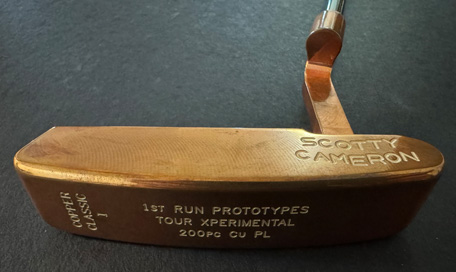 SCOTTY
CAMERON
COPPER
CLASSIC
1
1ST RUN PROTOTYPES
TOUR XPERIMENTAL
200PC CU PL